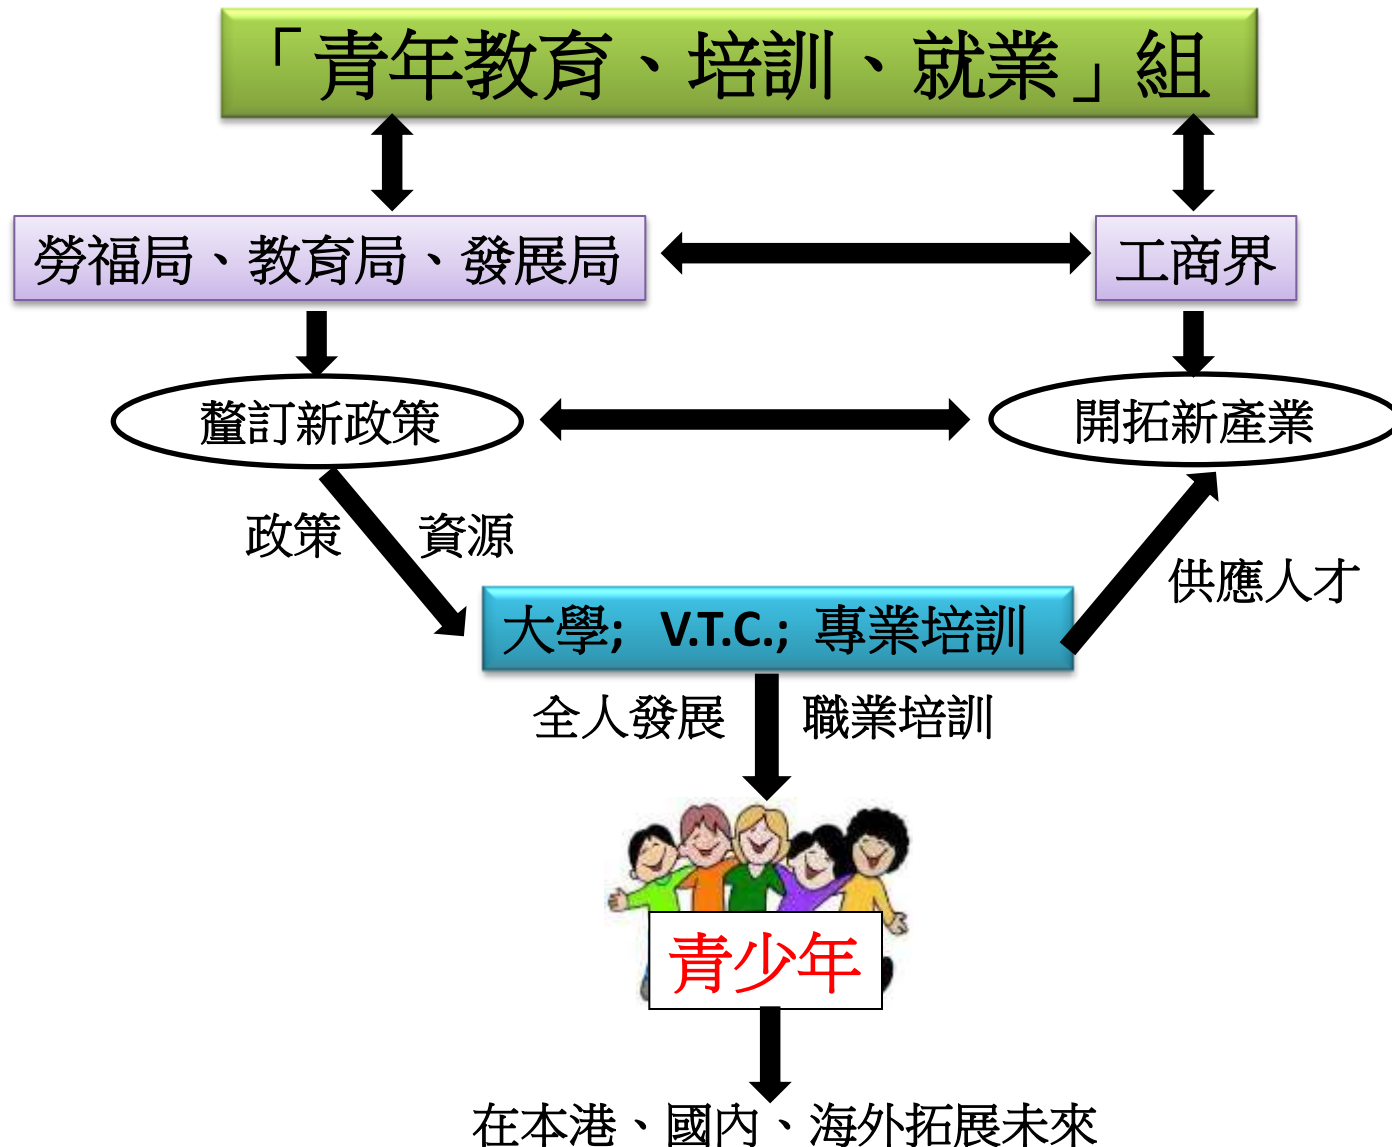 「青年教育、培訓、就業」組
勞福局、教育局、發展局
工商界
釐訂新政策
開拓新產業
政策
資源
供應人才
大學; V.T.C.; 專業培訓
全人發展
職業培訓
青少年
在本港、國內、海外拓展未來